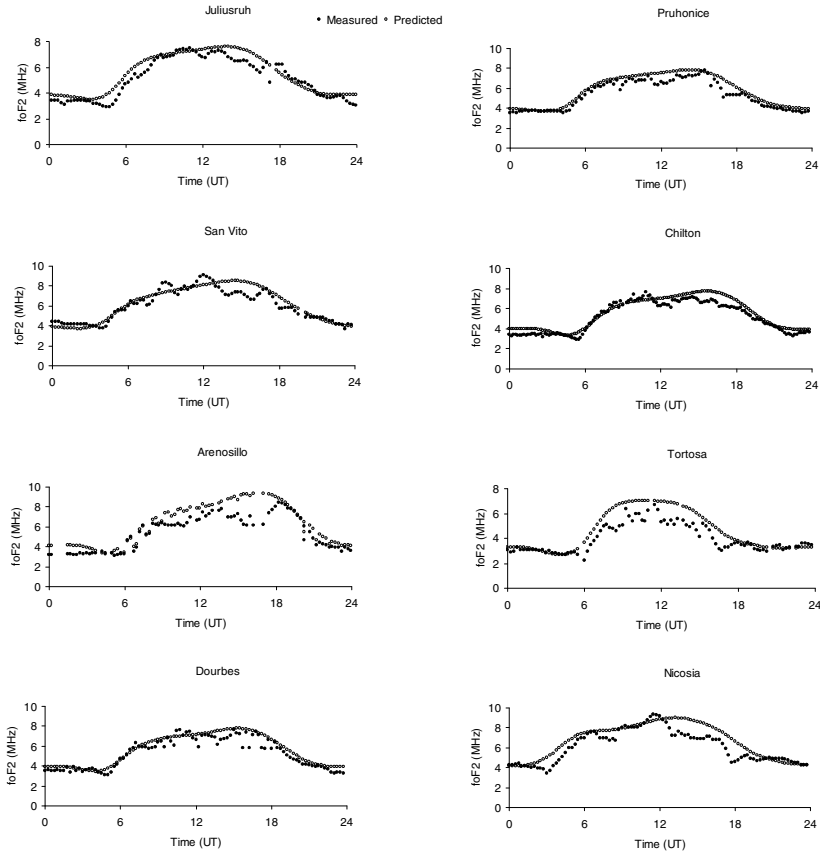 Juliusruh
Measured
Predicted
8
6
4
2
0
foF2 (MHz)
0 6 12 18 24
Time (UT)
Pruhonice
10
8
6
4
2
0
foF2 (MHz)
0 6 12 18 24
Time (UT)
San Vito
10
8
6
4
2
0
foF2 (MHz)
0 6 12 18 24
Time (UT)
Chilton
10
8
6
4
2
0
foF2 (MHz)
0 6 12 18 24
Time (UT)
Arenosillo
10
8
6
4
2
0
foF2 (MHz)
0 6 12 18 24
Time (UT)
Tortosa
8
6
4
2
0
foF2 (MHz)
0 6 12 18 24
Time (UT)
Dourbes
10
8
6
4
2
0
foF2 (MHz)
0 6 12 18 24
Time (UT)
Nicosia
10
8
6
4
2
0
foF2 (MHz)
0 6 12 18 24
Time (UT)